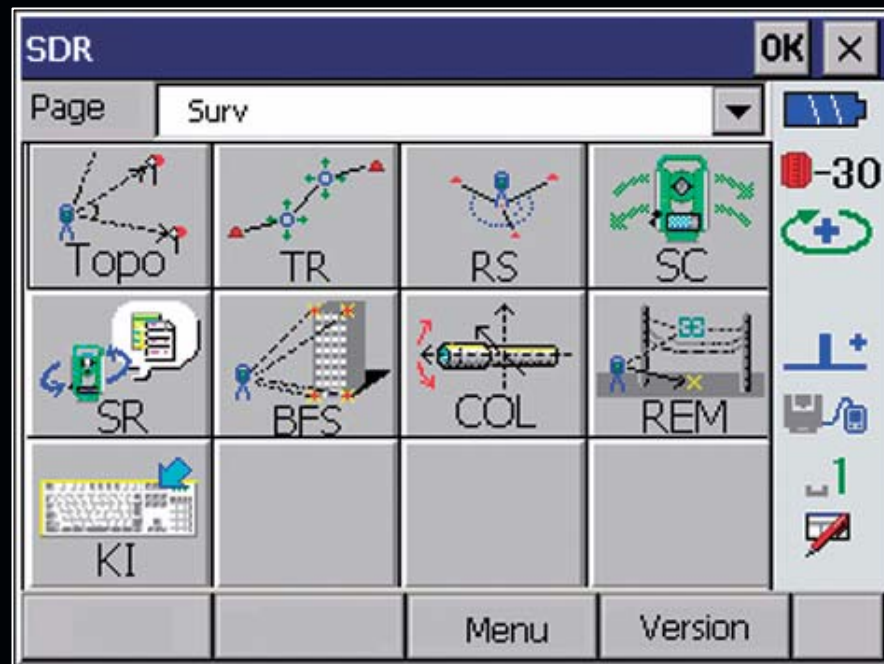 SDR OK ×
Page Surv
-30
Topo TR RS SC
SR BFS COL REM
1
KI
Menu Version